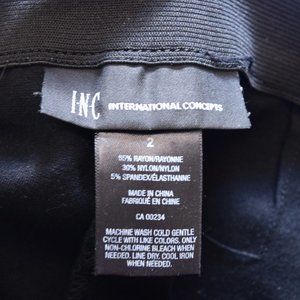 I·N·C INTERNATIONAL CONCEPTS
2
65% RAYON/RAYONNE
30% NYLON/NYLON
5% SPANDEX/ÉLASTHANNE
MADE IN CHINA
FABRIQUÉ EN CHINE
CA 00234
MACHINE WASH COLD GENTLE
CYCLE WITH LIKE COLORS. ONLY
NON-CHLORINE BLEACH WHEN
NEEDED. LINE DRY. COOL IRON
WHEN NEEDED.